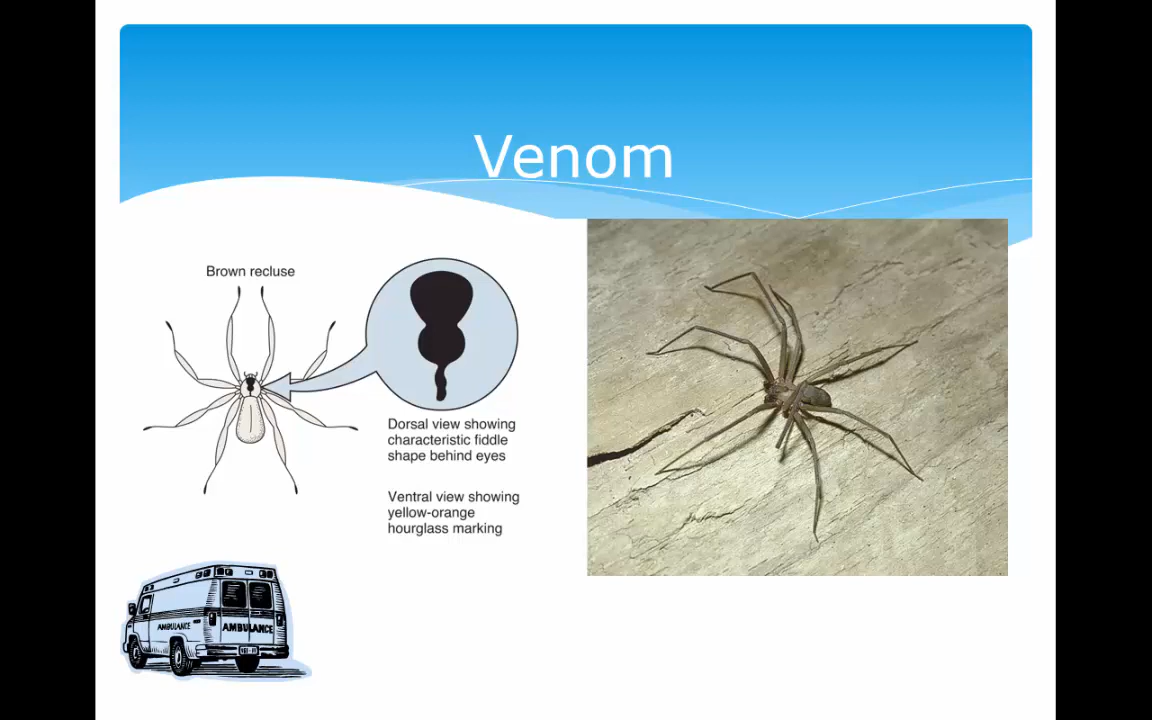 Venom
Brown recluse
Dorsal view showing
characteristic fiddle
shape behind eyes
Ventral view showing
yellow-orange
hourglass marking
AMBULANCE
AMBULANCE